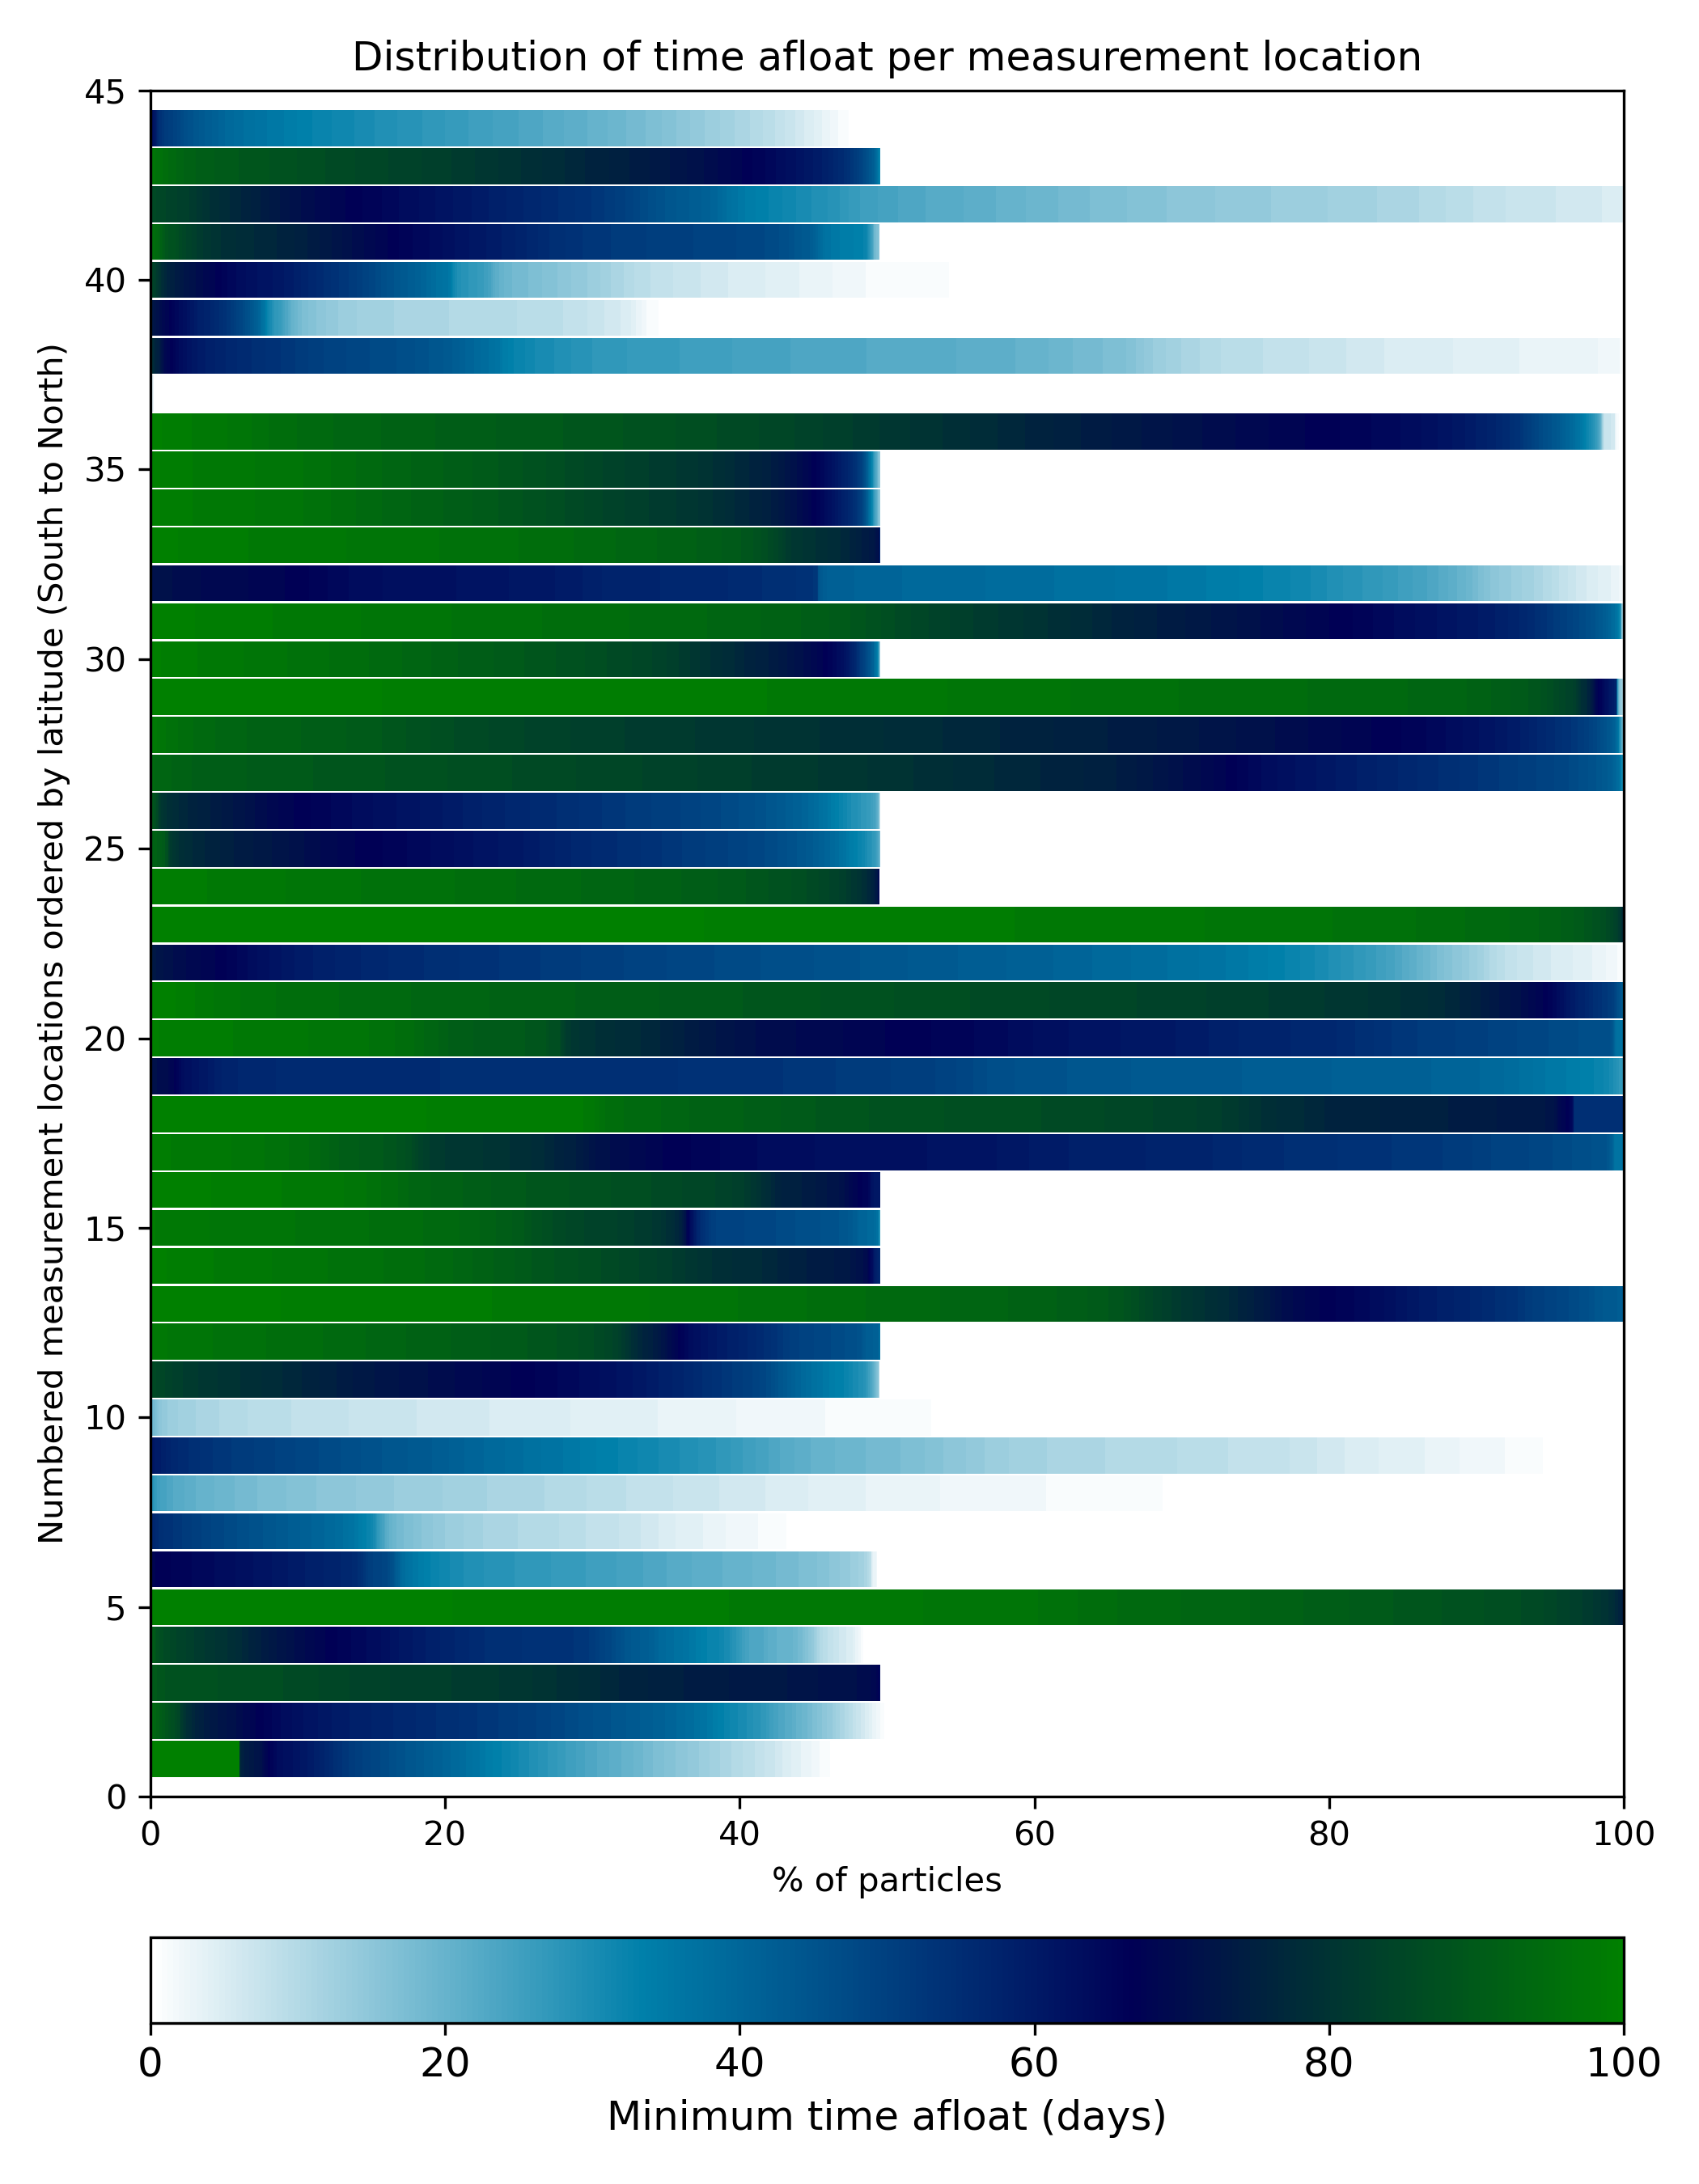 Distribution of time afloat per measurement location
Numbered measurement locations ordered by latitude (South to North)
45
40
35
30
25
20
15
10
5
0
0 20 40 60 80 100
% of particles
0 20 40 60 80 100
Minimum time afloat (days)